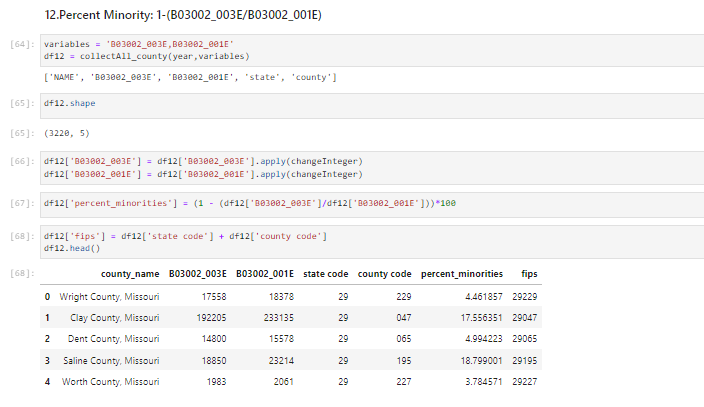 12.Percent Minority: 1-(B03002_003E/B03002_001E)
[64]: variables = 'B03002_003E,B03002_001E'
df12 = collectAll_county(year,variables)
['NAME', 'B03002_003E', 'B03002_001E', 'state', 'county']
[65]: df12.shape
[65]: (3220, 5)
[66]: df12['B03002_003E'] = df12['B03002_003E'].apply(changeInteger)
df12['B03002_001E'] = df12['B03002_001E'].apply(changeInteger)
[67]: df12['percent_minorities'] = (1 - (df12['B03002_003E']/df12['B03002_001E']))*100
[68]: df12['fips'] = df12['state code'] + df12['county code']
df12.head()
[68]:
county_name B03002_003E B03002_001E state code county code percent_minorities fips
0 Wright County, Missouri 17558 18378 29 229 4.461857 29229
1 Clay County, Missouri 192205 233135 29 047 17.556351 29047
2 Dent County, Missouri 14800 15578 29 065 4.994223 29065
3 Saline County, Missouri 18850 23214 29 195 18.799001 29195
4 Worth County, Missouri 1983 2061 29 227 3.784571 29227